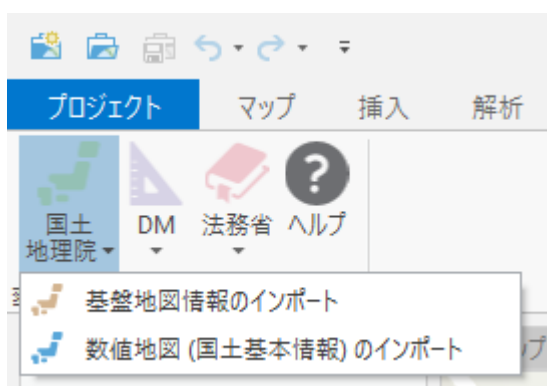 プロジェクト マップ 挿入 解析
国土
地理院 DM 法務省 ヘルプ
基盤地図情報のインポート
数値地図 (国土基本情報) のインポート